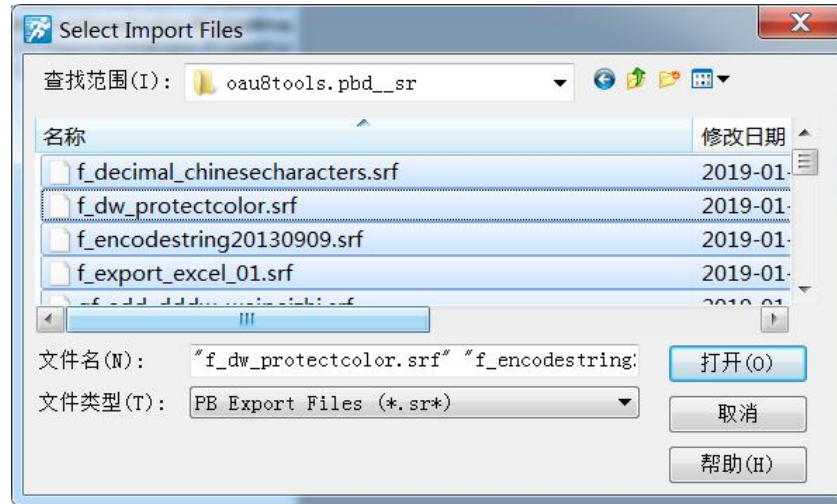 Select Import Files
查找范围(I): oau8tools.pbd__sr
名称 修改日期
f_decimal_chinesecharacters.srf 2019-01-
f_dw_protectcolor.srf 2019-01-
f_encodestring20130909.srf 2019-01-
f_export_excel_01.srf 2019-01-
文件名(N): "f_dw_protectcolor.srf" "f_encodestring
打开(O)
文件类型(T): PB Export Files (*.sr*)
取消
帮助(H)